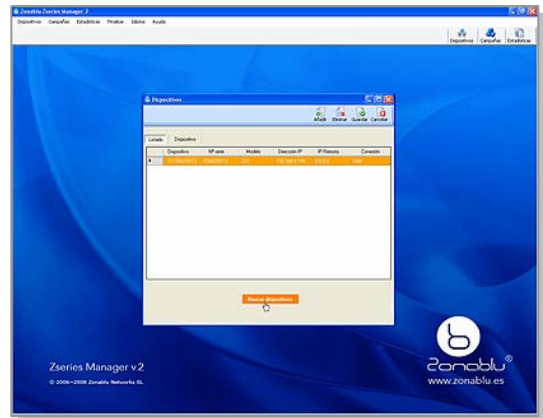 Zonablu Zseries Manager 2
Dispositivos Campañas Estadísticas Finalizar Idioma Ayuda
Dispositivos Campañas Estadísticas
Dispositivos
Añadir Eliminar Guardar Cancelar
Listado Dispositivo
Dispositivo Nº serie Modelo Dirección IP IP Remota Conexión
Buscar dispositivos
Zseries Manager v.2
© 2006-2008 Zonablu Networks SL
Zonablu®
www.zonablu.es